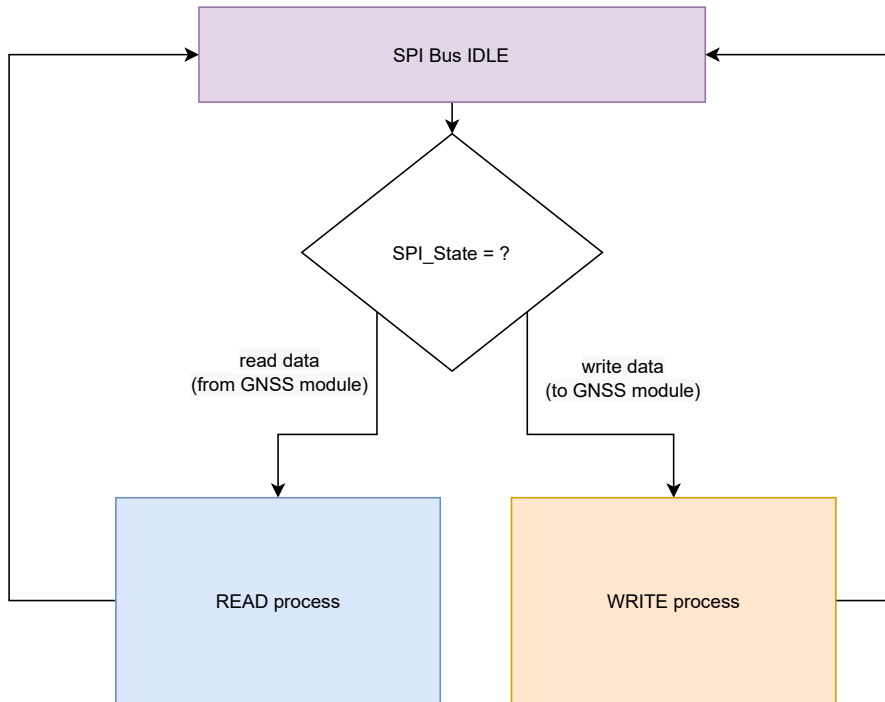 SPI Bus IDLE
SPI_State = ?
read data
(from GNSS module)
write data
(to GNSS module)
READ process
WRITE process